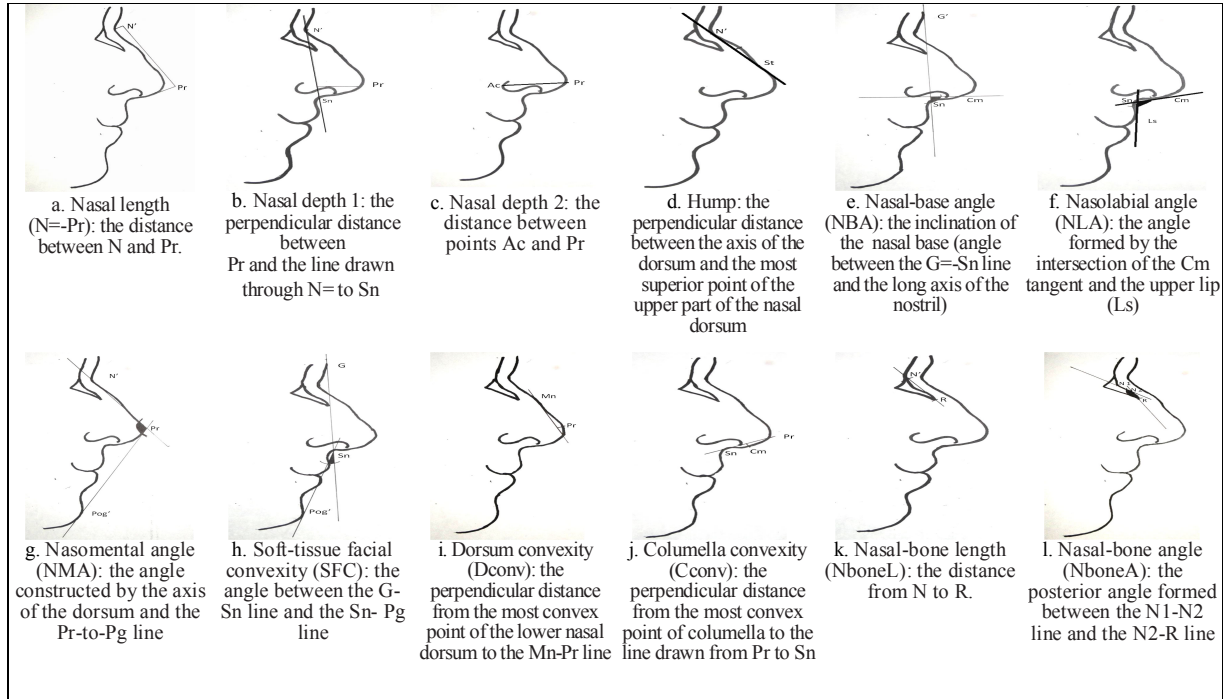 N'
Pr
a. Nasal length
(N=-Pr): the distance
between N and Pr.
N'
Pr
Sn
b. Nasal depth 1: the
perpendicular distance
between
Pr and the line drawn
through N= to Sn
Ac
Pr
c. Nasal depth 2: the
distance between
points Ac and Pr
N'
St
d. Hump: the
perpendicular distance
between the axis of the
dorsum and the most
superior point of the
upper part of the nasal
dorsum
G'
Sn
Cm
e. Nasal-base angle
(NBA): the inclination of
the nasal base (angle
between the G=-Sn line
and the long axis of the
nostril)
Sn
Cm
Ls
f. Nasolabial angle
(NLA): the angle
formed by the
intersection of the Cm
tangent and the upper lip
(Ls)
N'
Pr
Pog'
g. Nasomental angle
(NMA): the angle
constructed by the axis
of the dorsum and the
Pr-to-Pg line
G
Sn
Pog'
h. Soft-tissue facial
convexity (SFC): the
angle between the G-
Sn line and the Sn- Pg
line
Mn
Pr
i. Dorsum convexity
(Dconv): the
perpendicular distance
from the most convex
point of the lower nasal
dorsum to the Mn-Pr line
Pr
Sn
Cm
j. Columella convexity
(Cconv): the
perpendicular distance
from the most convex
point of columella to the
line drawn from Pr to Sn
N'
R
k. Nasal-bone length
(NboneL): the distance
from N to R.
R
l. Nasal-bone angle
(NboneA): the
posterior angle formed
between the N1-N2
line and the N2-R line